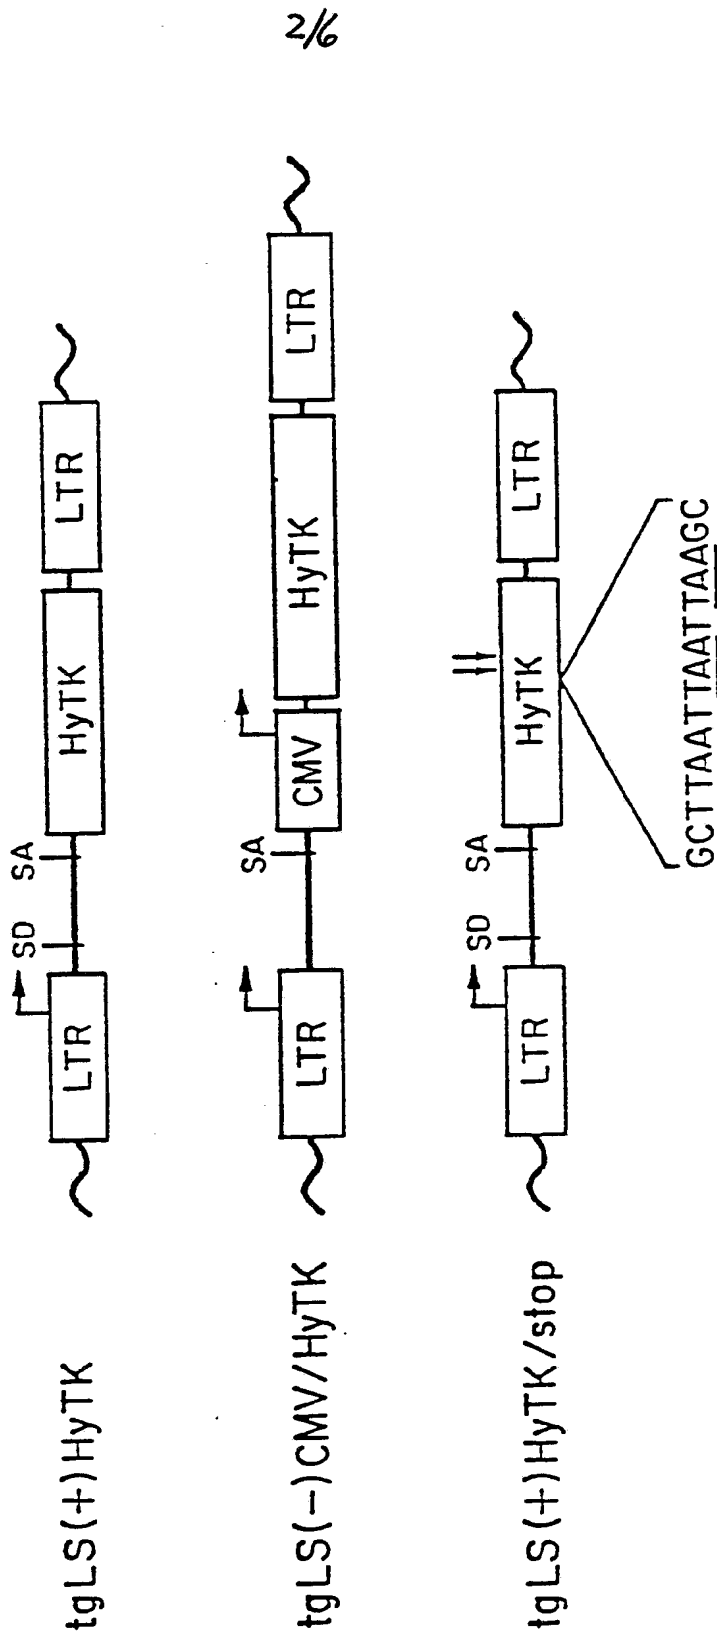 2/6
tgLS(+)HyTK
LTR
SD
SA
HyTK
LTR
tgLS(-)CMV/HyTK
LTR
SA
CMV
HyTK
LTR
tgLS(+)HyTK/stop
LTR
SD
SA
HyTK
LTR
GCTTAATTAATTAATTAAGC